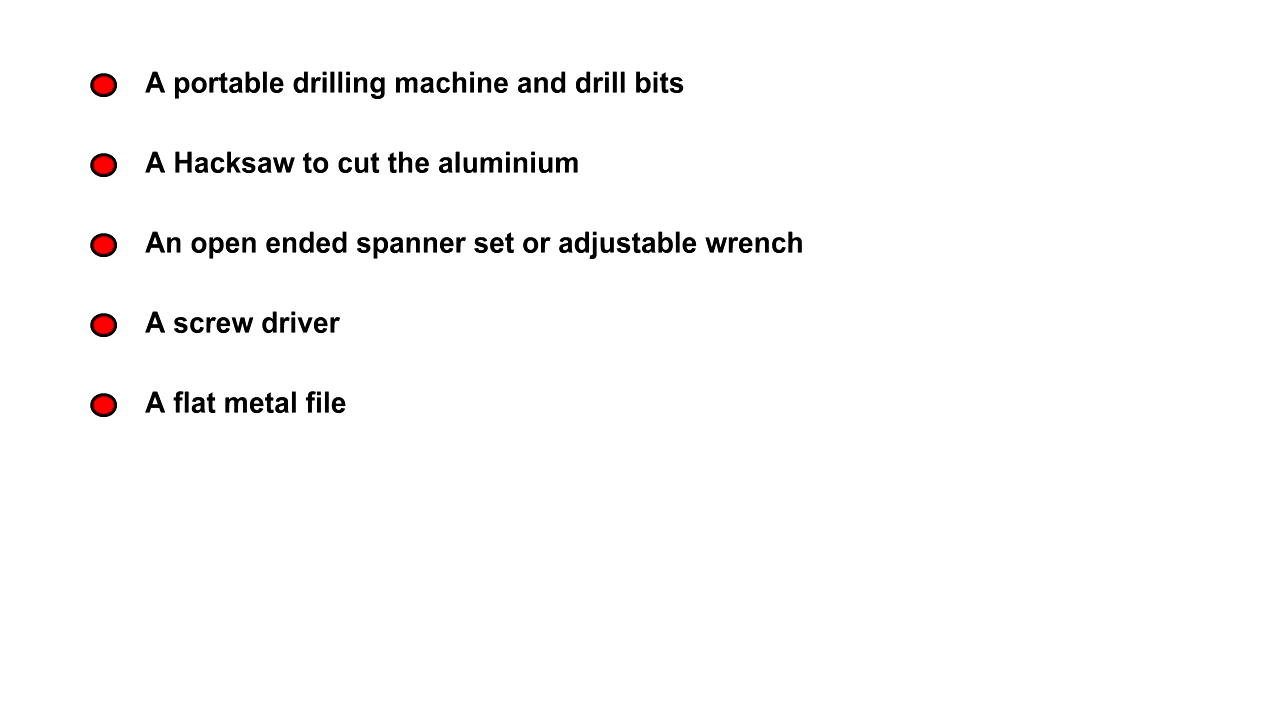 A portable drilling machine and drill bits
A Hacksaw to cut the aluminium
An open ended spanner set or adjustable wrench
A screw driver
A flat metal file